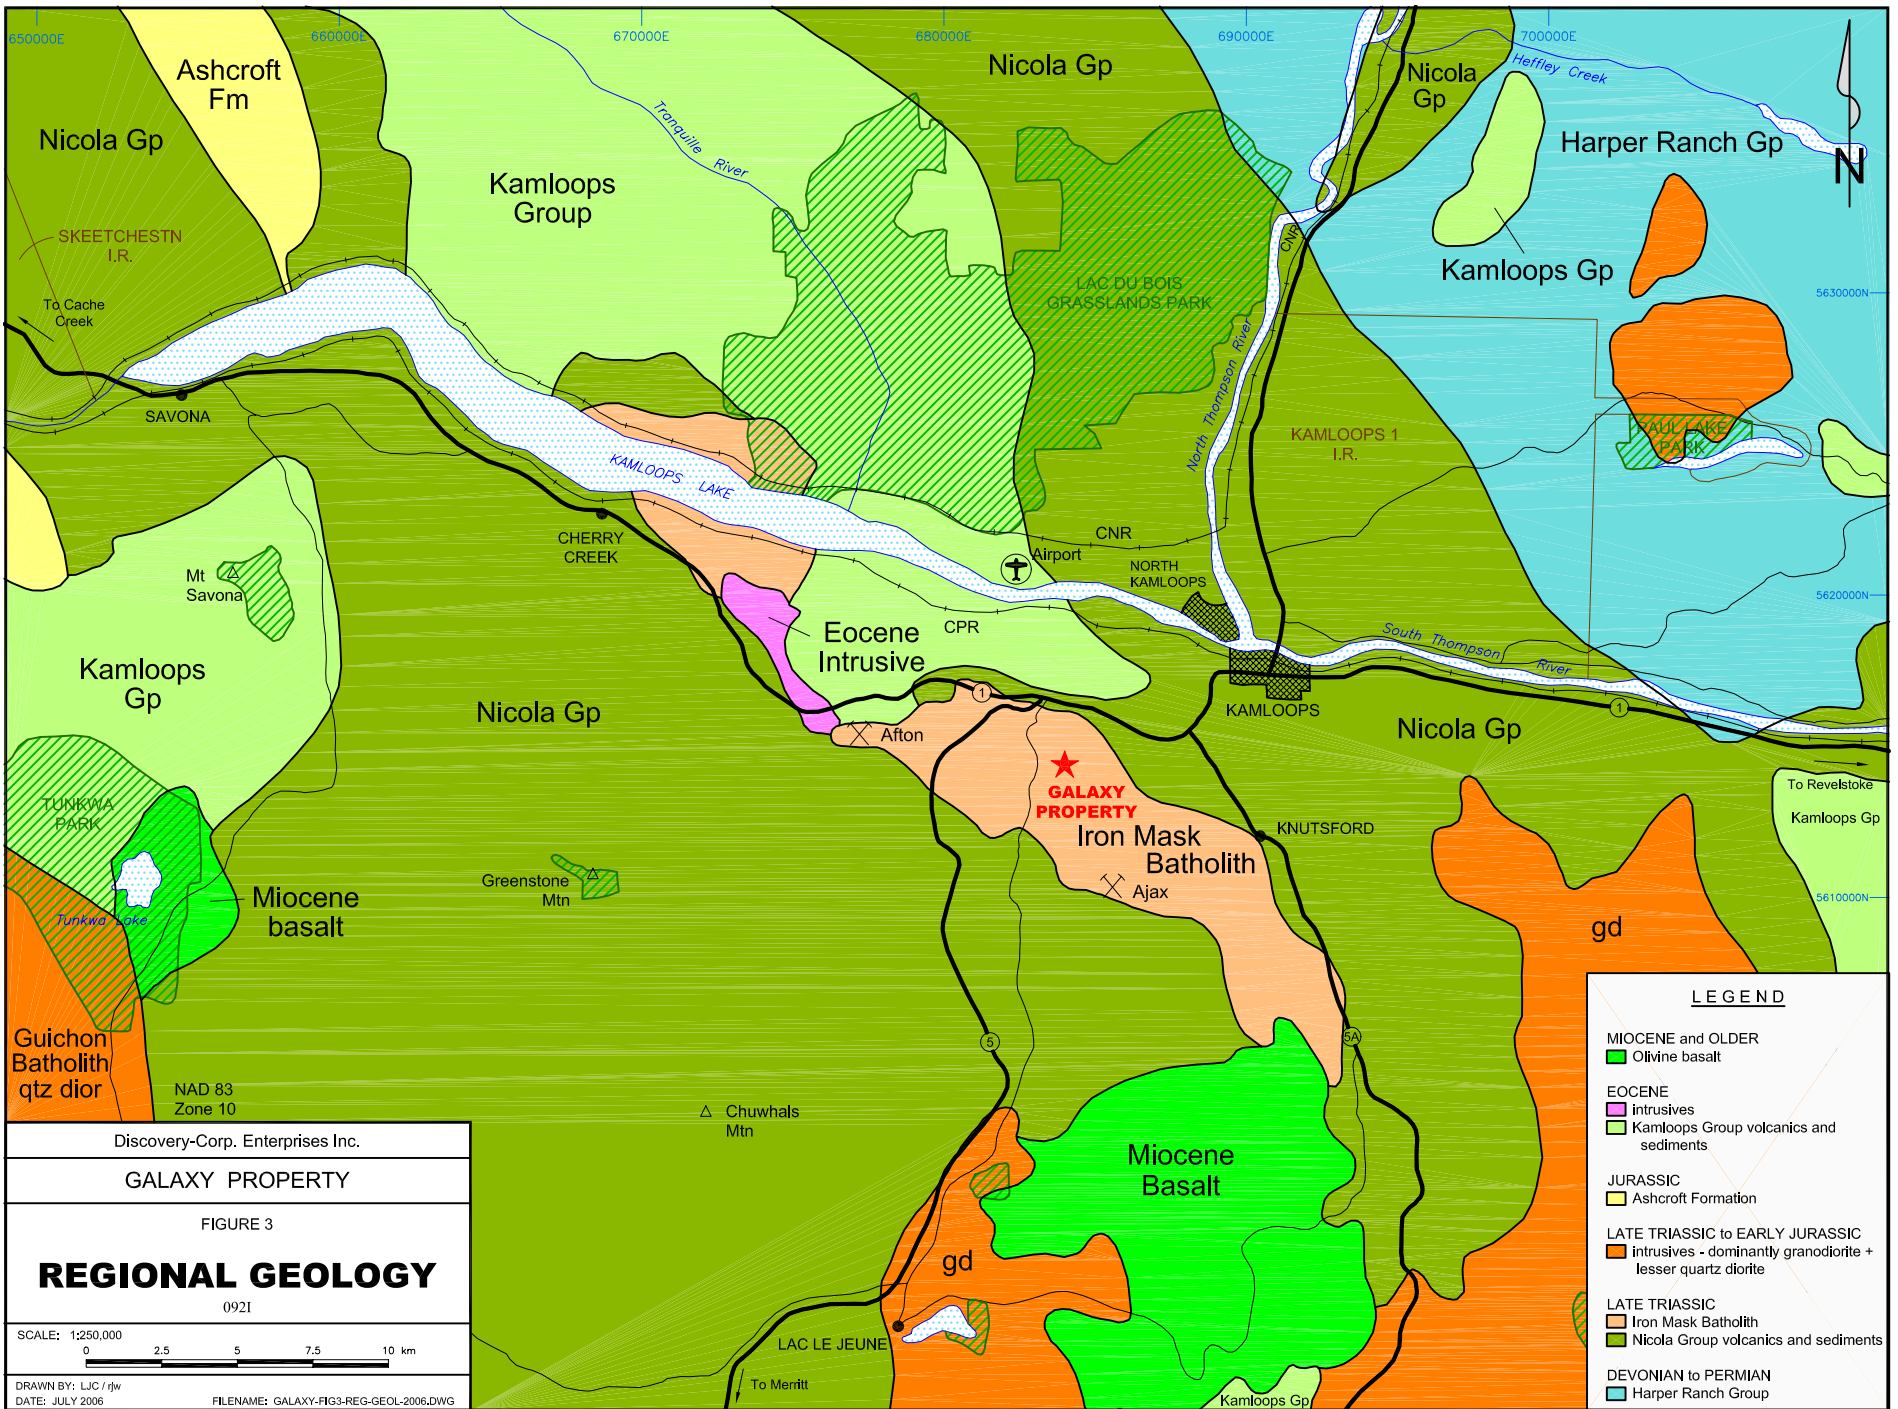 650000E
660000E
670000E
680000E
690000E
700000E
Ashcroft
Fm
Nicola Gp
Nicola
Gp
Heffley Creek
Nicola Gp
Harper Ranch Gp
N
Tranquille River
Kamloops
Group
SKEETCHESTN
I.R.
CNR
Kamloops Gp
LAC DU BOIS
GRASSLANDS PARK
5630000N
To Cache
Creek
North Thompson River
SAVONA
KAMLOOPS 1
I.R.
PAUL LAKE
PARK
KAMLOOPS LAKE
CHERRY
CREEK
CNR
Airport
NORTH
KAMLOOPS
Mt
Savona
5620000N
CPR
Eocene
Intrusive
South Thompson River
Kamloops
Gp
Nicola Gp
1
KAMLOOPS
1
Nicola Gp
Afton
To Revelstoke
GALAXY
PROPERTY
TUNKWA
PARK
Kamloops Gp
KNUTSFORD
Iron Mask
Batholith
Greenstone
Mtn
Ajax
5610000N
Miocene
basalt
Tunkwa Lake
gd
5
5A
Guichon
Batholith
qtz dior
NAD 83
Zone 10
Chuwhals
Mtn
Miocene
Basalt
gd
LAC LE JEUNE
To Merritt
Kamloops Gp
LEGEND
MIOCENE and OLDER
Olivine basalt
EOCENE
intrusives
Kamloops Group volcanics and
sediments
JURASSIC
Ashcroft Formation
LATE TRIASSIC to EARLY JURASSIC
intrusives - dominantly granodiorite +
lesser quartz diorite
LATE TRIASSIC
Iron Mask Batholith
Nicola Group volcanics and sediments
DEVONIAN to PERMIAN
Harper Ranch Group
Discovery-Corp. Enterprises Inc.
GALAXY PROPERTY
FIGURE 3
REGIONAL GEOLOGY
092I
SCALE: 1:250,000
0 2.5 5 7.5 10 km
DRAWN BY: LJC / rjw
DATE: JULY 2006
FILENAME: GALAXY-FIG3-REG-GEOL-2006.DWG